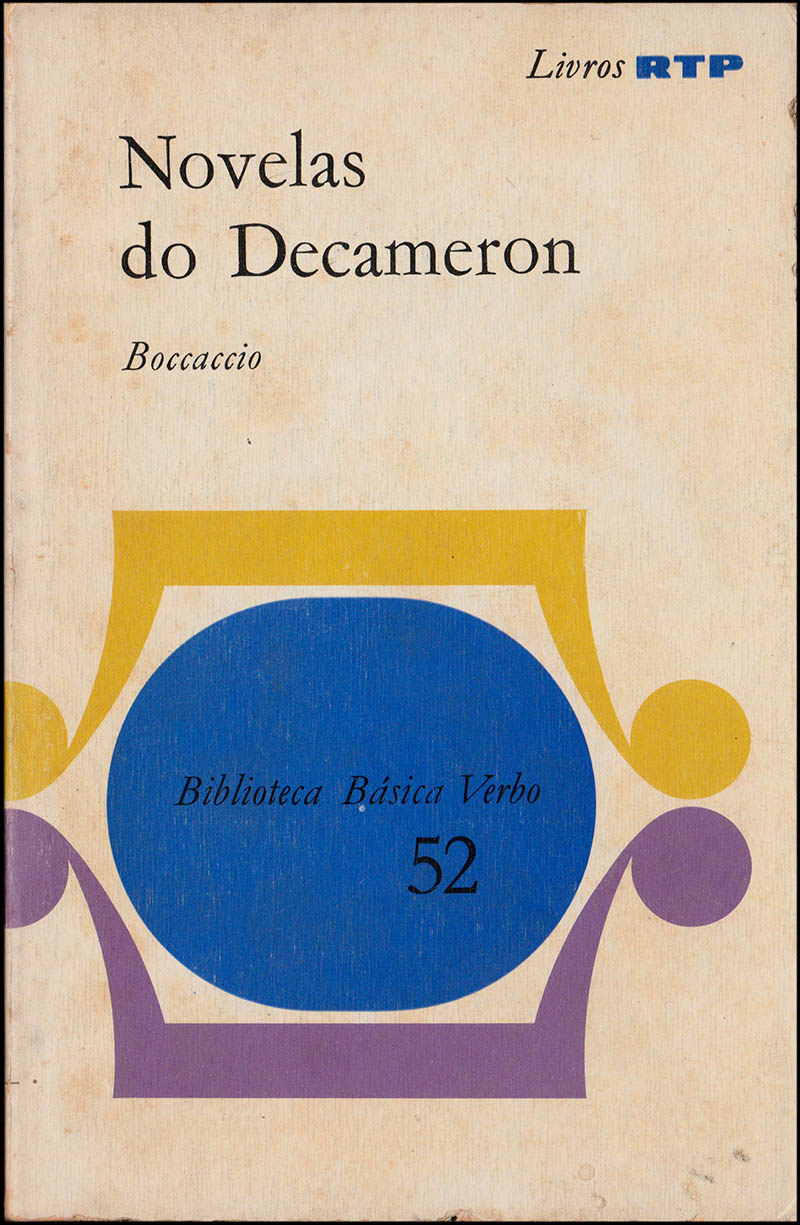 Livros RTP
Novelas
do Decameron
Boccaccio
Biblioteca Básica Verbo
52